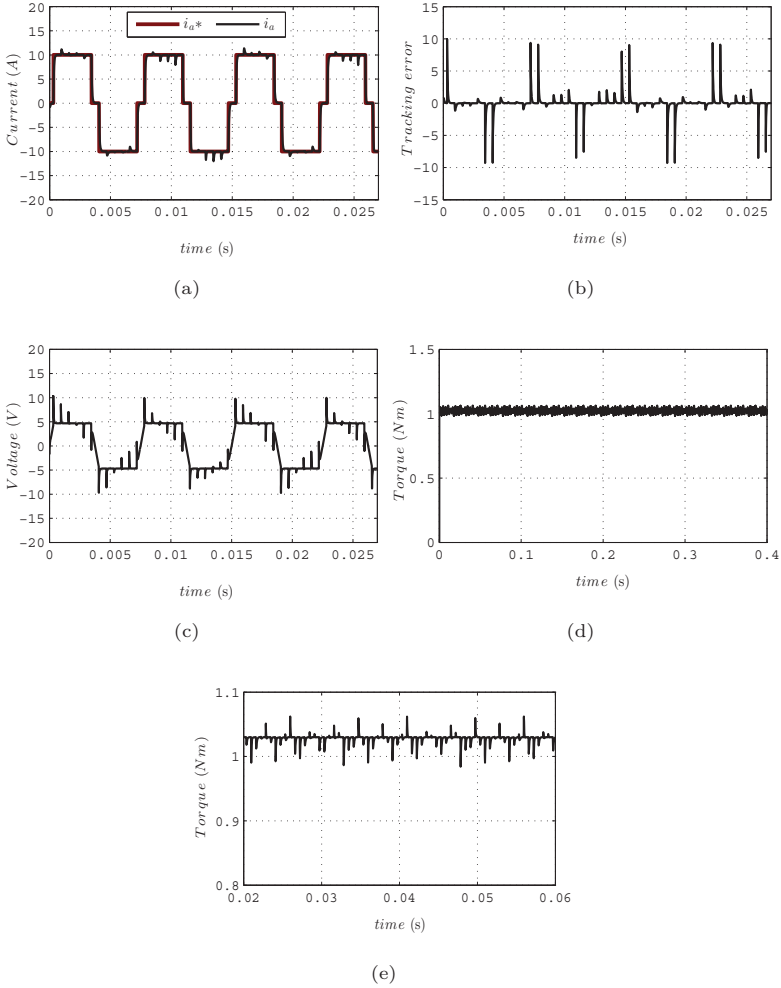 20
15
10
5
0
−5
−10
−15
−20
Current (A)
i_a*
i_a
0 0.005 0.01 0.015 0.02 0.025
time (s)
(a)
15
10
5
0
−5
−10
−15
Tracking error
0 0.005 0.01 0.015 0.02 0.025
time (s)
(b)
20
15
10
5
0
−5
−10
−15
−20
Voltage (V)
0 0.005 0.01 0.015 0.02 0.025
time (s)
(c)
1.5
1
0.5
0
Torque (Nm)
0 0.1 0.2 0.3 0.4
time (s)
(d)
1.1
1
0.9
0.8
Torque (Nm)
0.02 0.03 0.04 0.05 0.06
time (s)
(e)